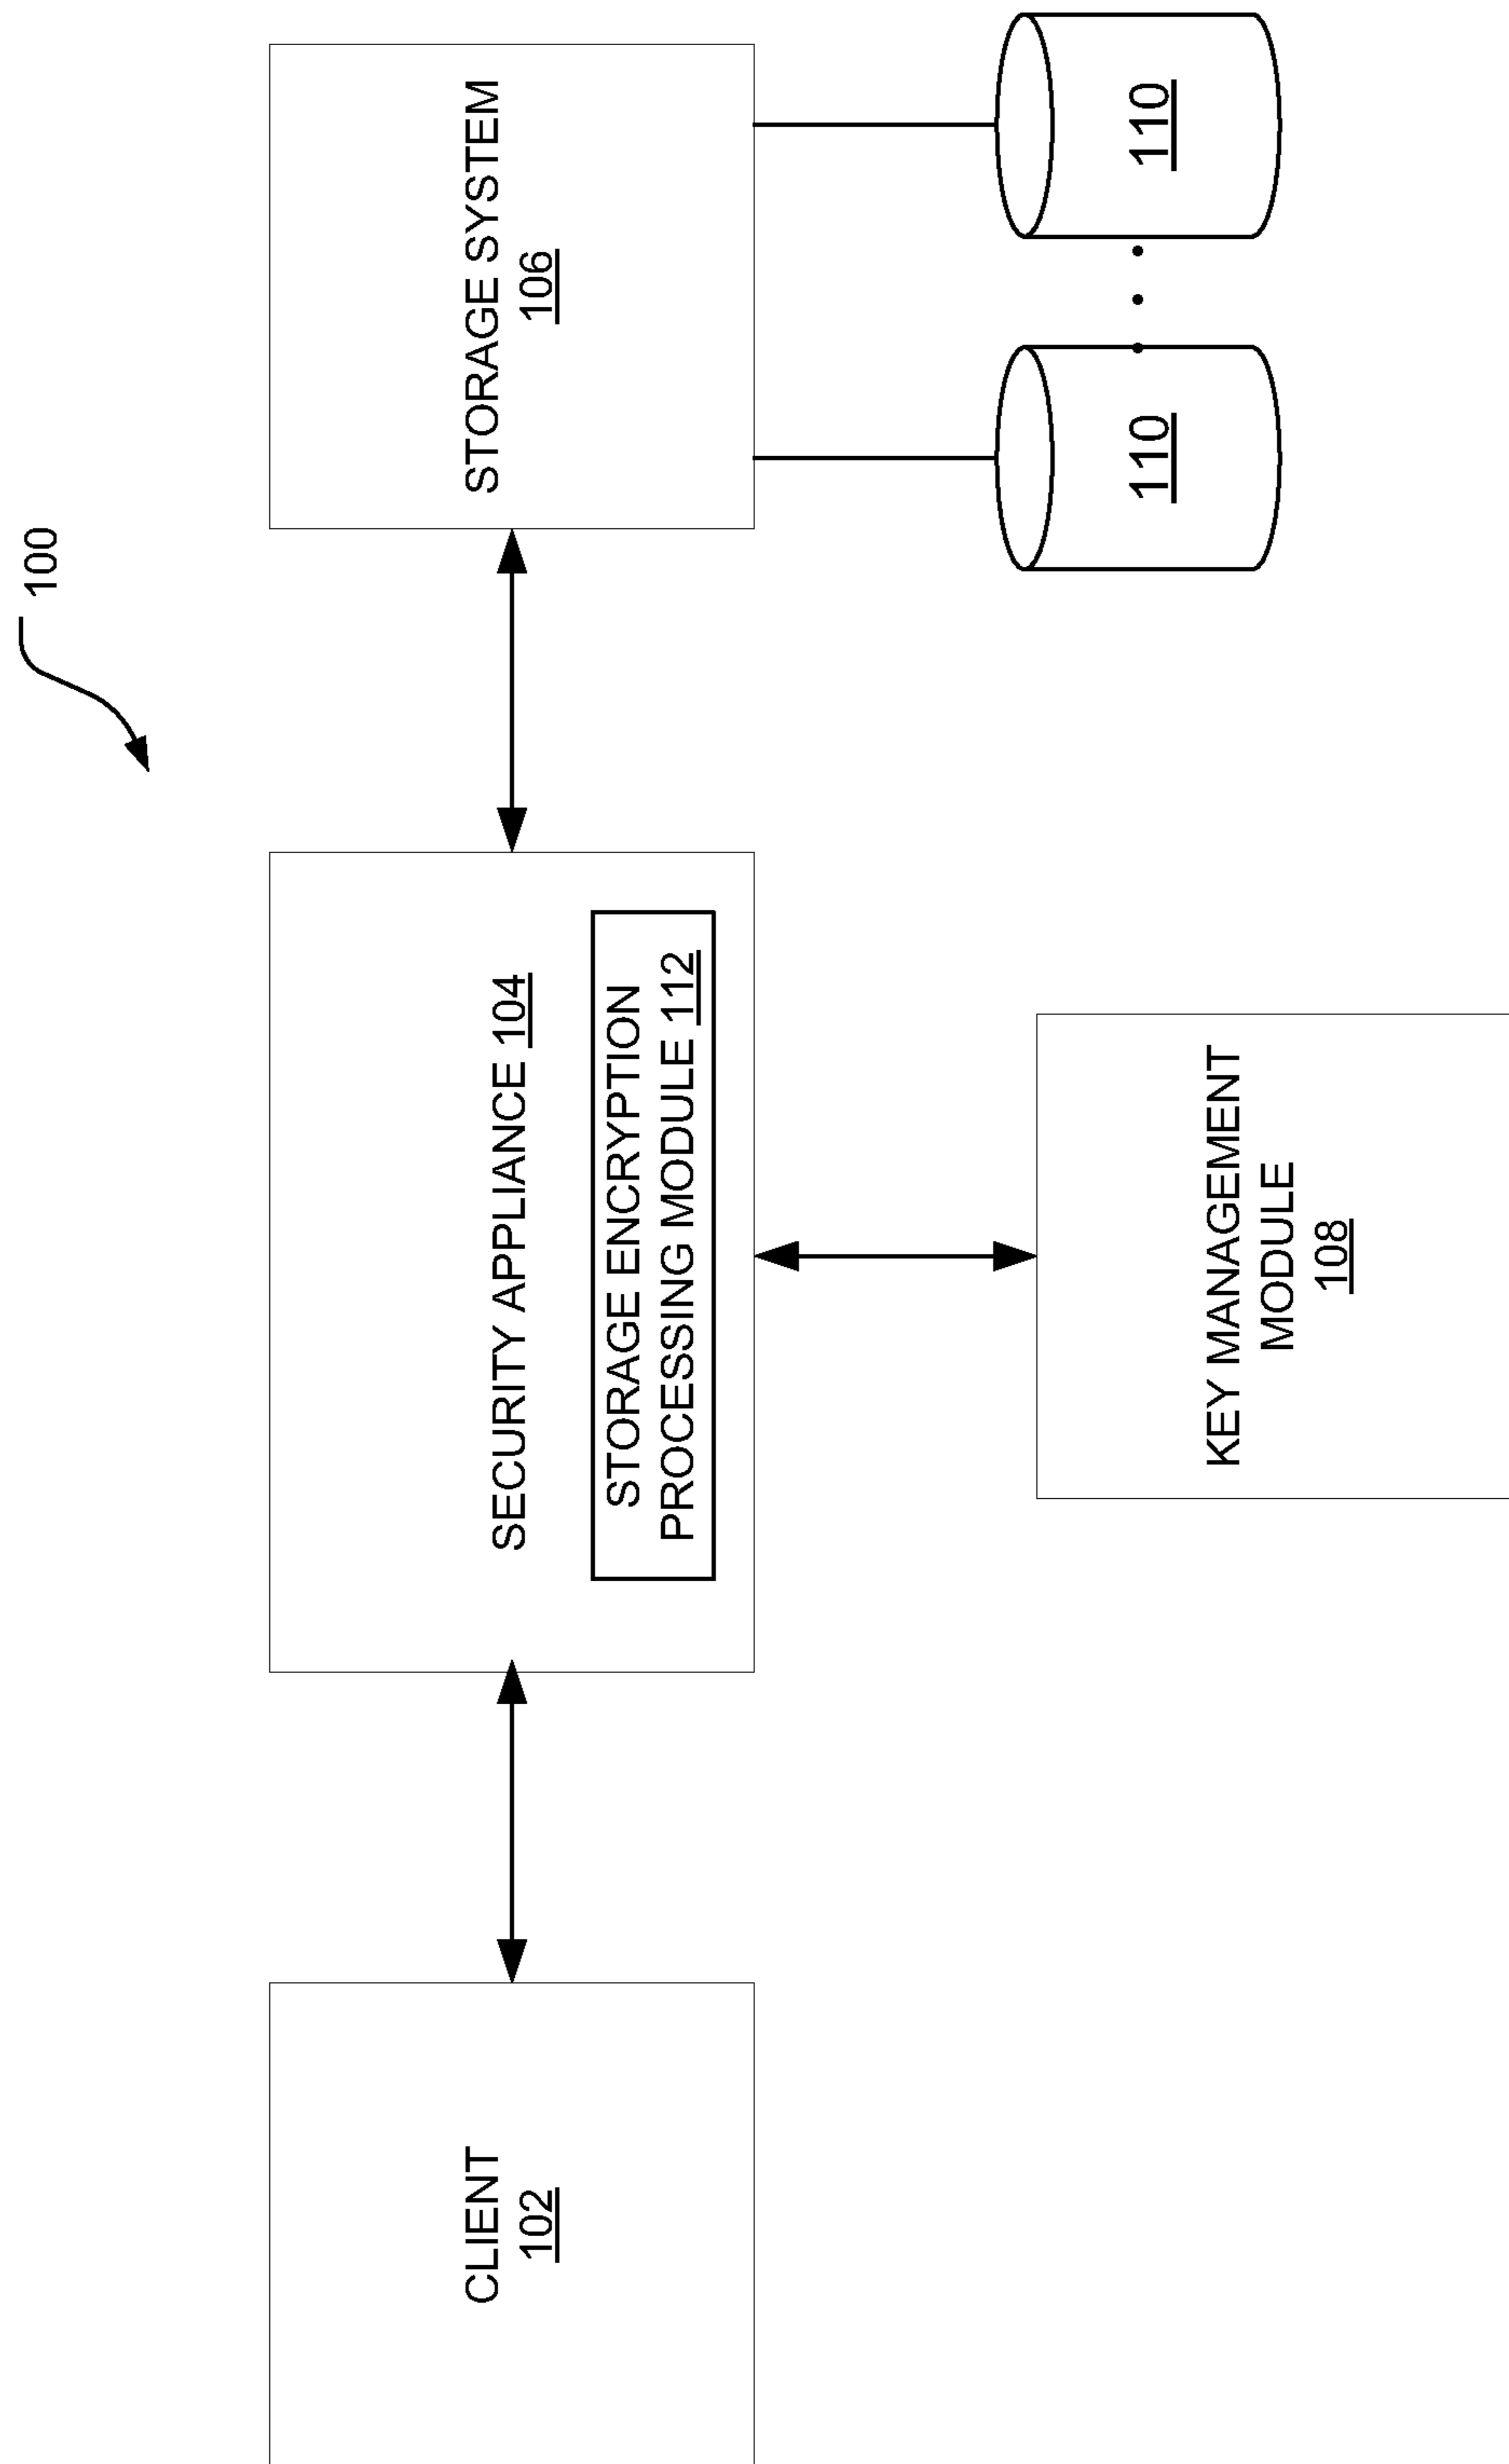 100
CLIENT
102
SECURITY APPLIANCE 104
STORAGE ENCRYPTION
PROCESSING MODULE 112
STORAGE SYSTEM
106
KEY MANAGEMENT
MODULE
108
110
110